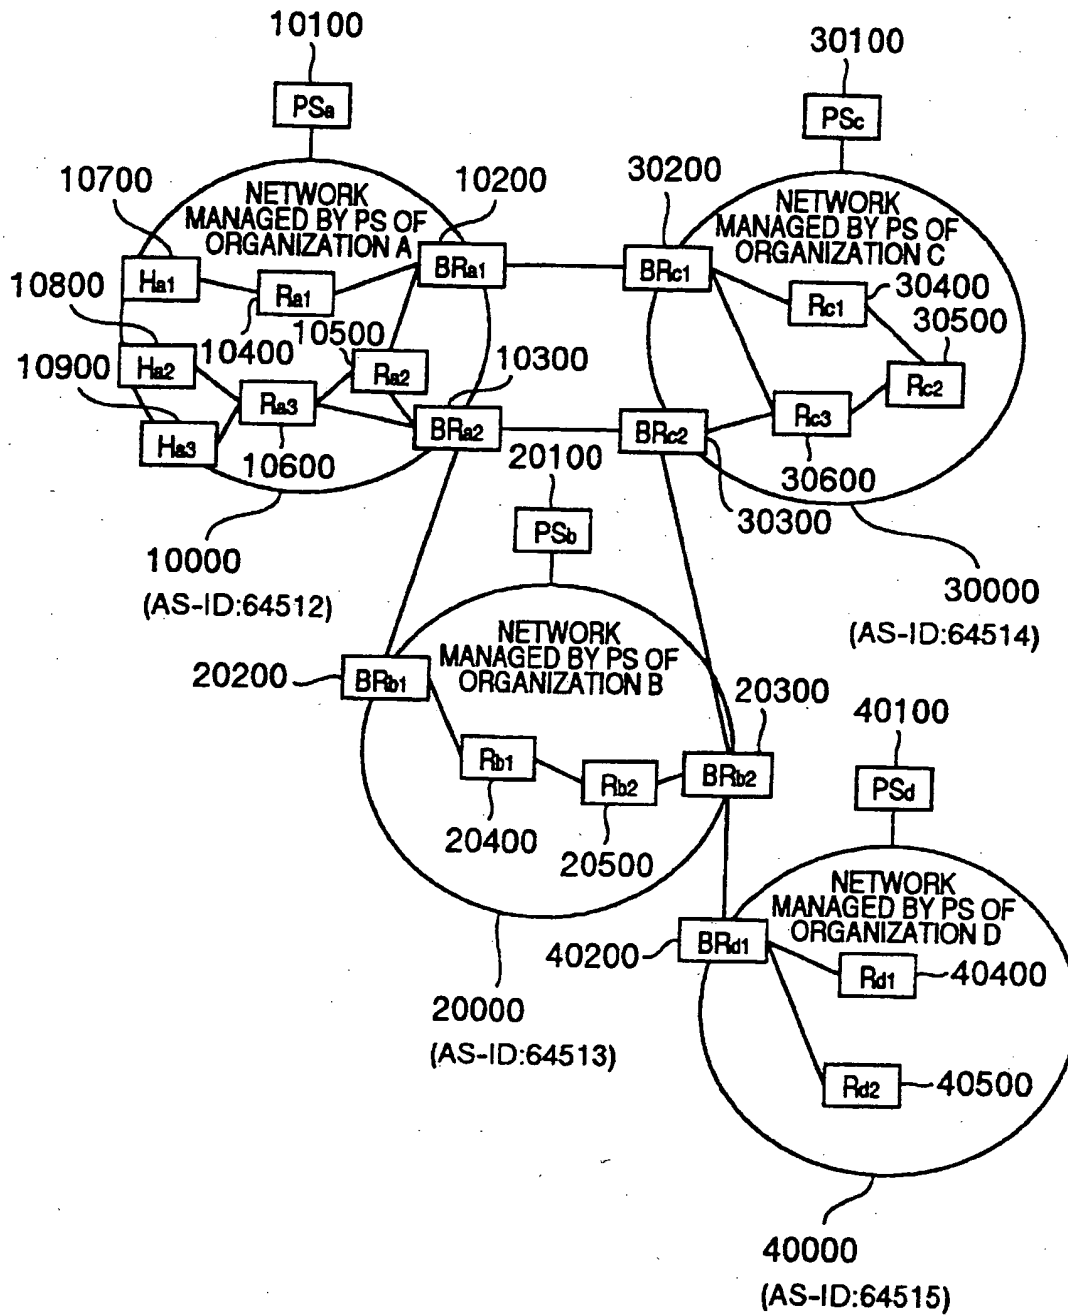 10100
30100
PSa
PSc
10700
10200
30200
NETWORK
MANAGED BY PS OF
ORGANIZATION A
NETWORK
MANAGED BY PS OF
ORGANIZATION C
Ha1
BRa1
BRc1
Ra1
Rc1
30400
10800
10500
10400
30500
Ha2
Ra2
10300
Rc2
10900
Ra3
Rc3
Ha3
BRa2
BRc2
10600
20100
30600
30300
PSb
10000
(AS-ID:64512)
30000
(AS-ID:64514)
NETWORK
MANAGED BY PS OF
ORGANIZATION B
20200
BRb1
20300
40100
Rb1
Rb2
BRb2
PSd
20400
20500
NETWORK
MANAGED BY PS OF
ORGANIZATION D
40200
BRd1
Rd1
40400
20000
(AS-ID:64513)
Rd2
40500
40000
(AS-ID:64515)